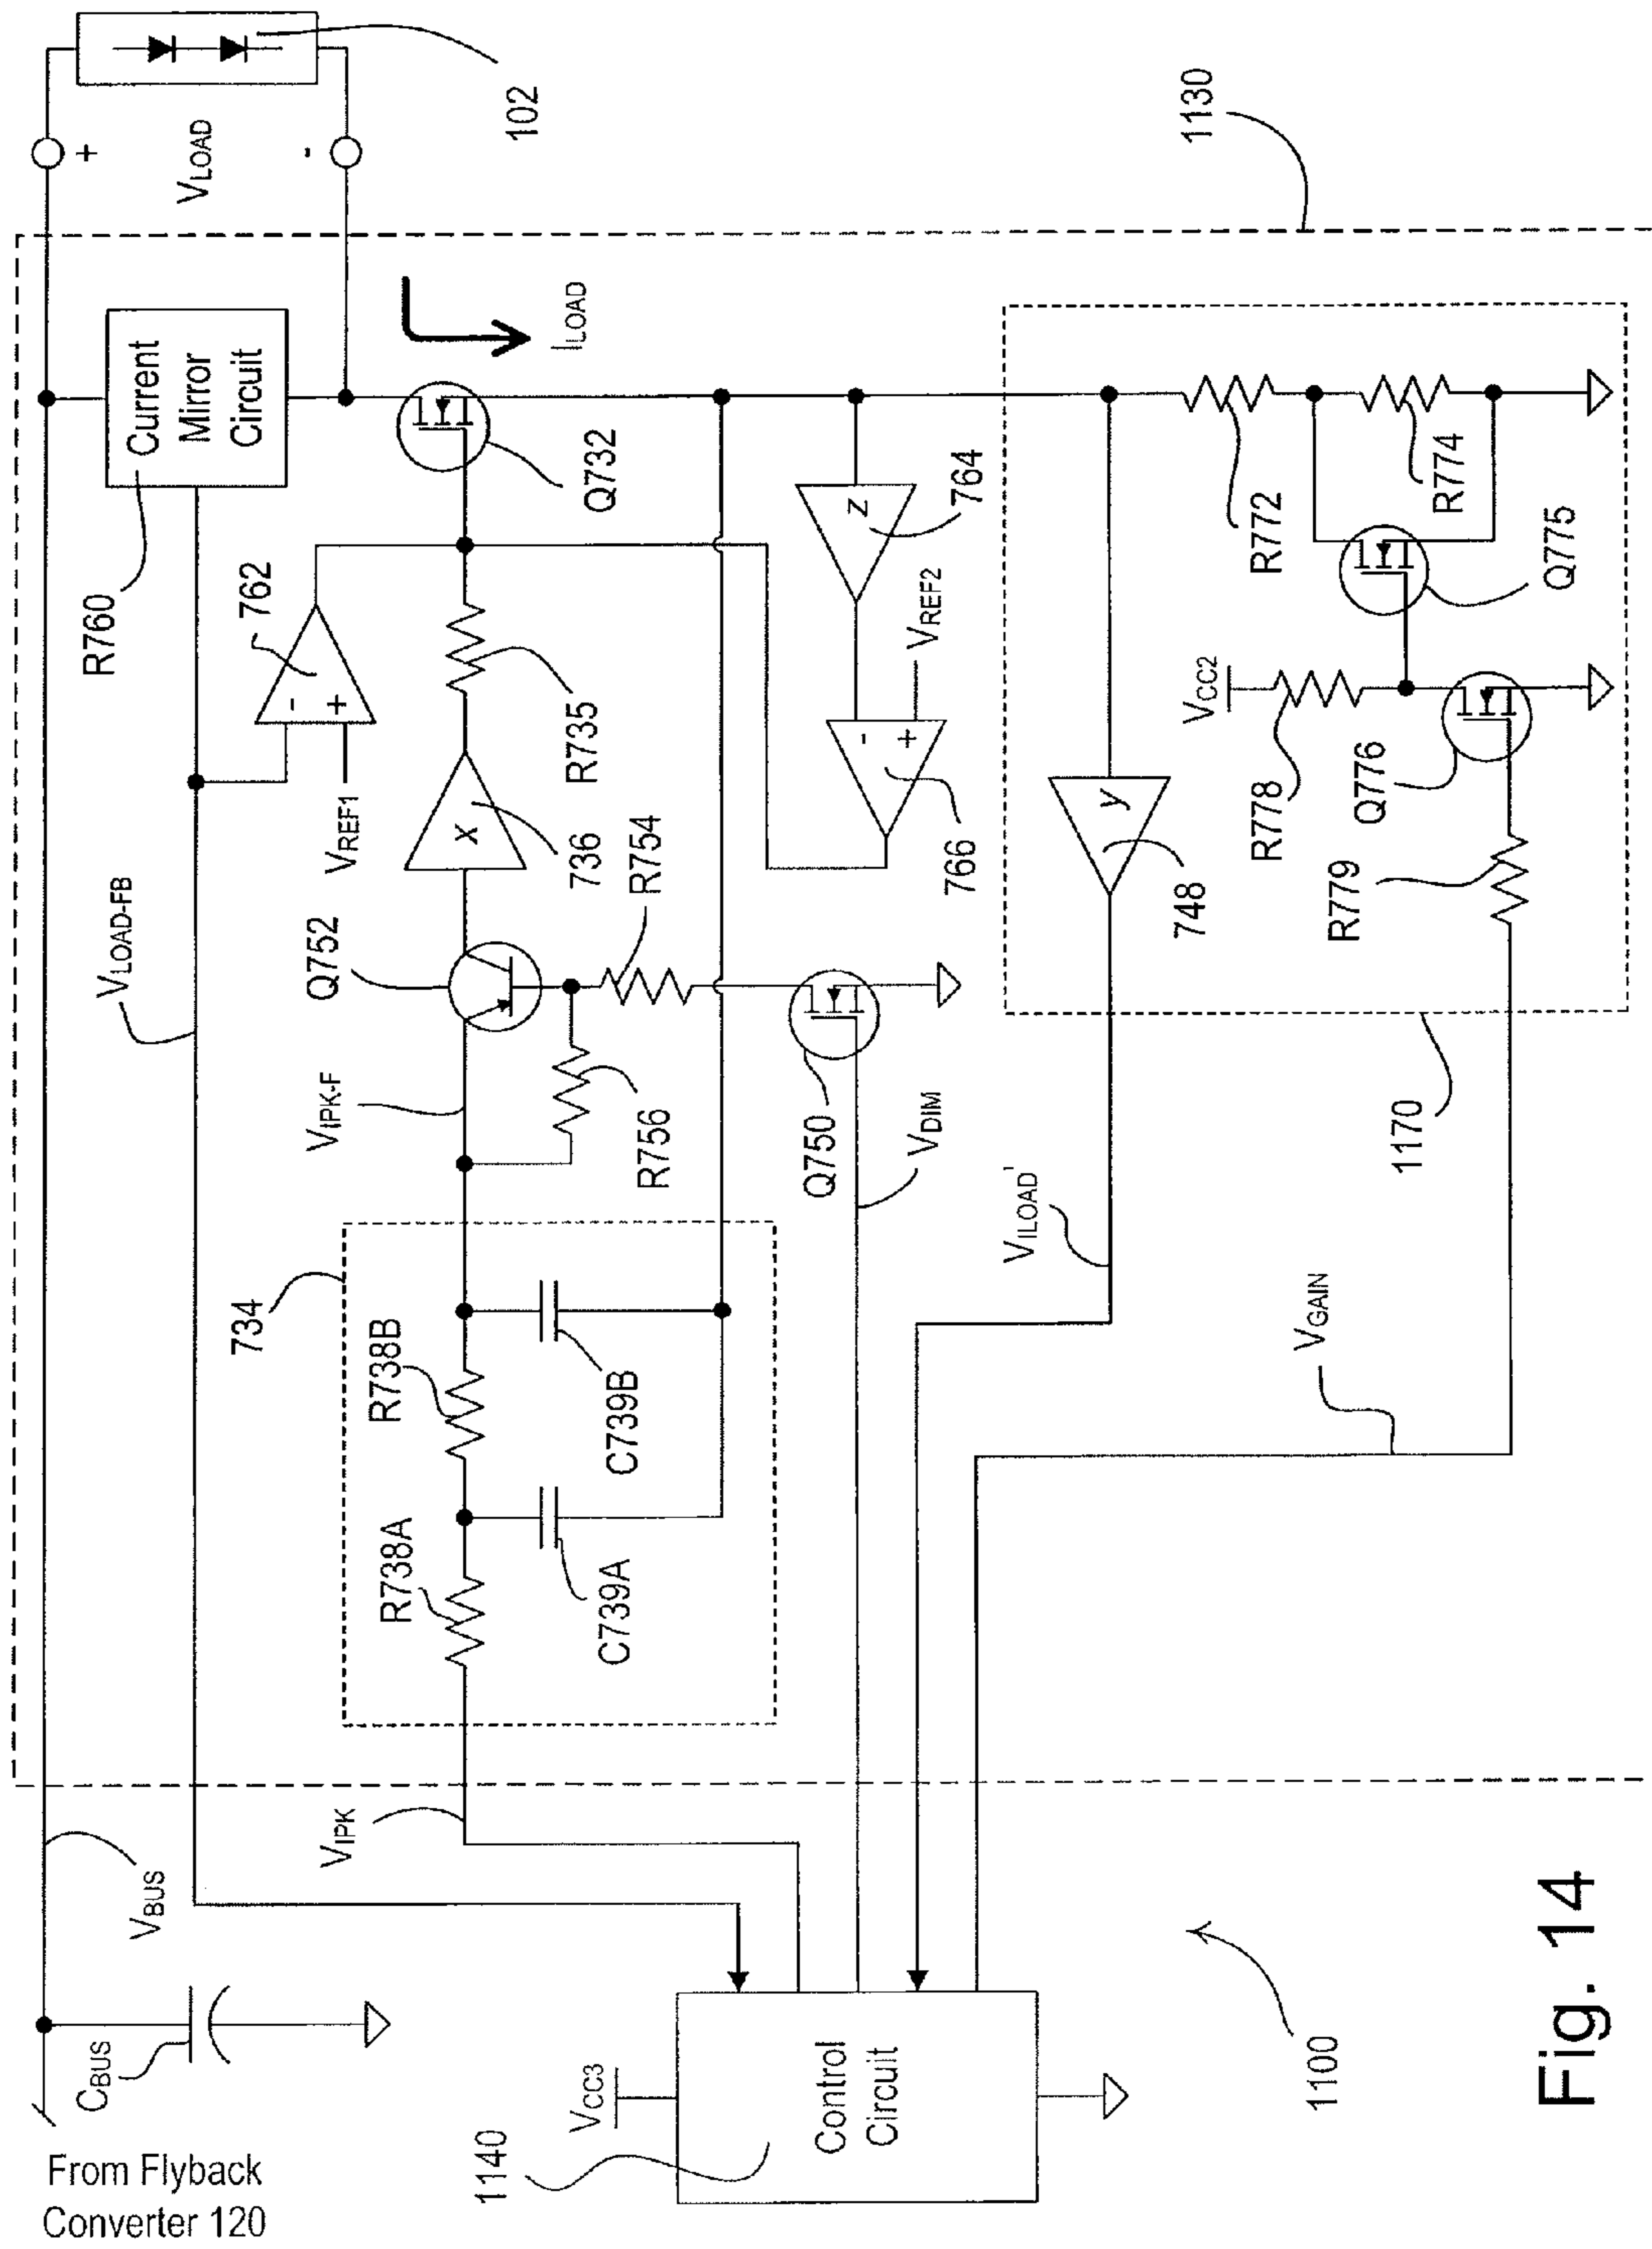 From Flyback
Converter 120
CBUS
VBUS
VLOAD-FB
R760
Current
Mirror
Circuit
+
VLOAD
-
102
ILOAD
762
-
+
VREF1
VIPK
734
R738A
R738B
C739A
C739B
VIPK-F
Q752
R756
R754
736
x
R735
Q732
Q750
VDIM
766
-
+
VREF2
z
764
1130
VCC3
1140
Control
Circuit
VILOAD'
748
y
VCC2
R778
R772
R774
Q775
Q776
R779
1170
VGAIN
1100
Fig. 14